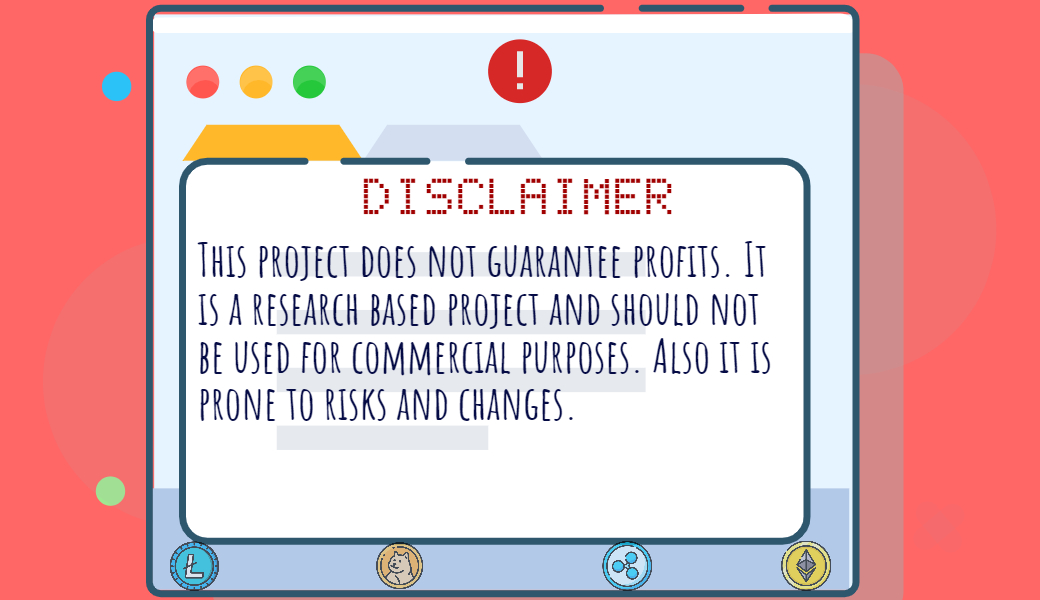 DISCLAIMER
This project does not guarantee profits. It
is a research based project and should not
be used for commercial purposes. Also it is
prone to risks and changes.